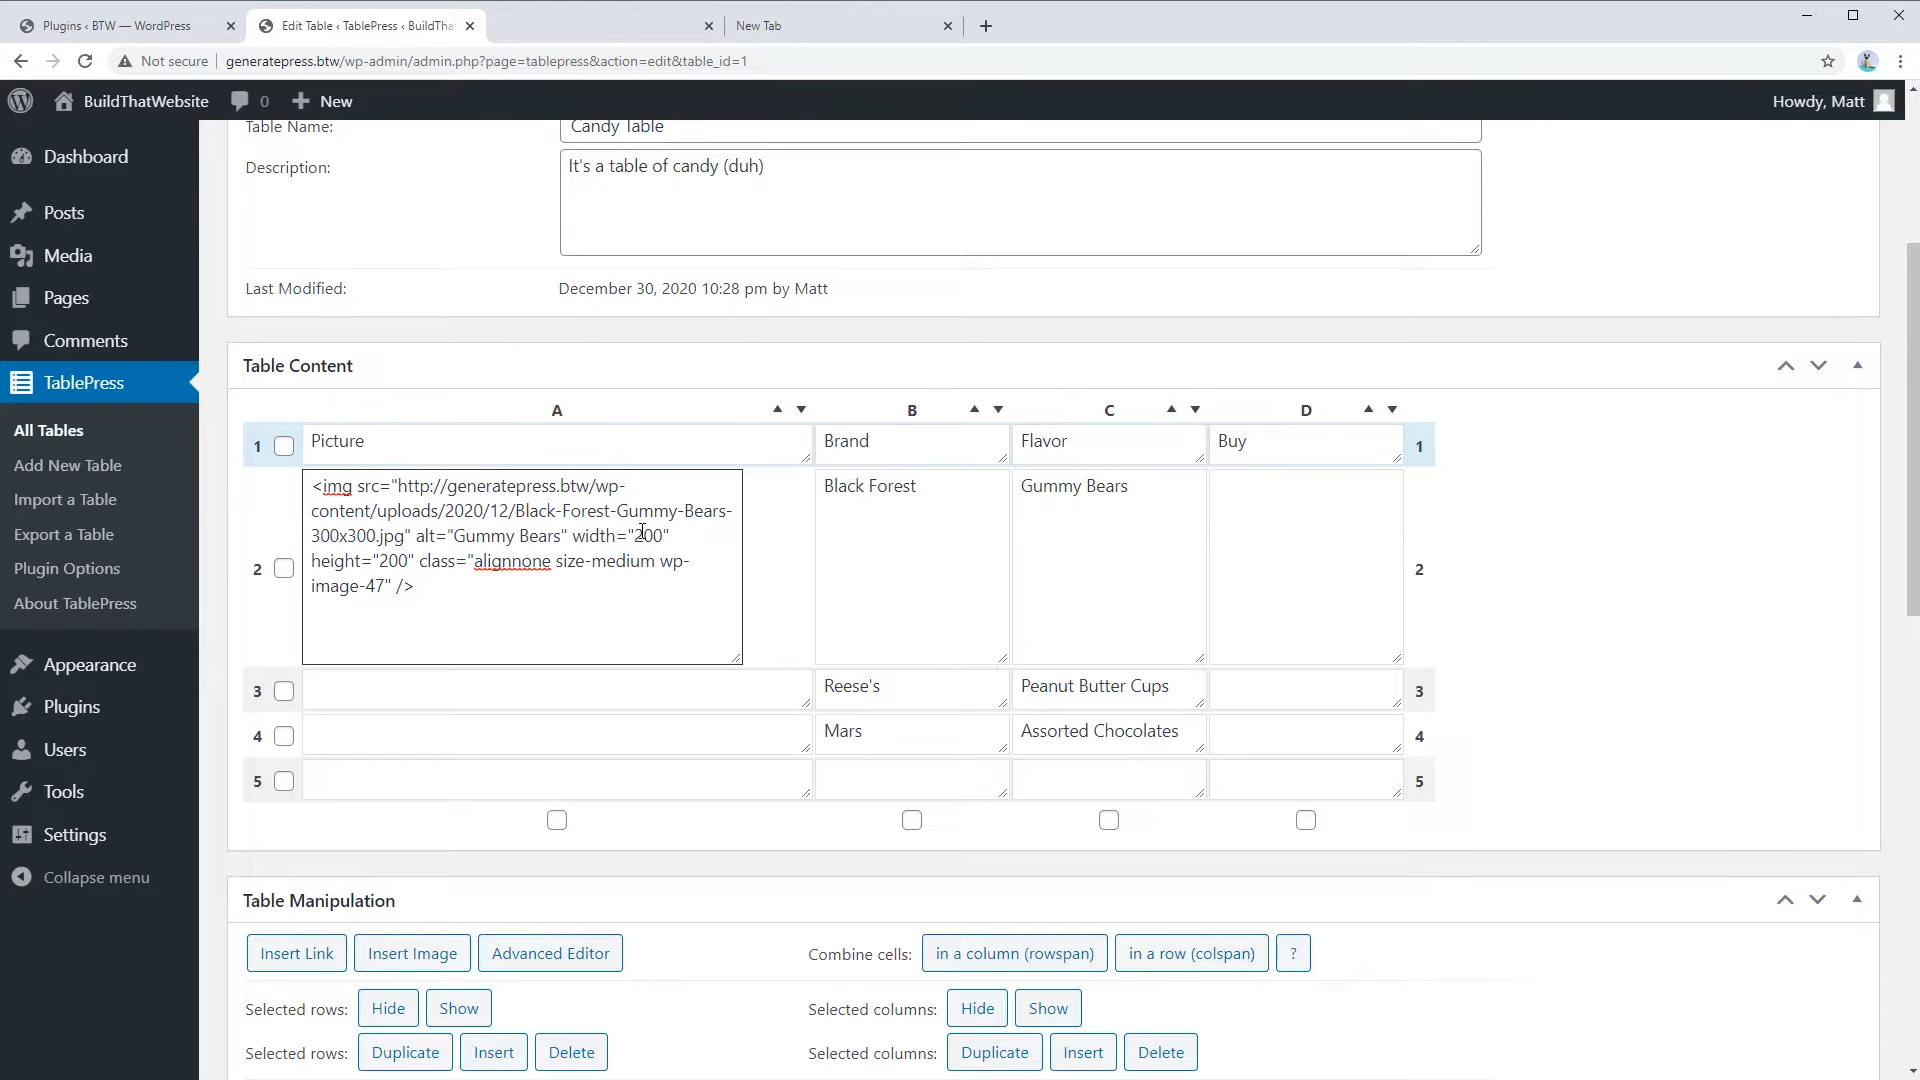 Plugins ‹ BTW — WordPress
Edit Table ‹ TablePress ‹ BuildTha
New Tab
Not secure
generatepress.btw/wp-admin/admin.php?page=tablepress&action=edit&table_id=1
BuildThatWebsite
0
New
Howdy, Matt
Dashboard
Posts
Media
Pages
Comments
TablePress
All Tables
Add New Table
Import a Table
Export a Table
Plugin Options
About TablePress
Appearance
Plugins
Users
Tools
Settings
Collapse menu
Table Name:
Candy Table
Description:
It's a table of candy (duh)
Last Modified:
December 30, 2020 10:28 pm by Matt
Table Content
A B C D
1 Picture Brand Flavor Buy 1
2 <img src="http://generatepress.btw/wp-
content/uploads/2020/12/Black-Forest-Gummy-Bears-
300x300.jpg" alt="Gummy Bears" width="200"
height="200" class="alignnone size-medium wp-
image-47" />
Black Forest Gummy Bears 2
3 Reese's Peanut Butter Cups 3
4 Mars Assorted Chocolates 4
5 5
Table Manipulation
Insert Link Insert Image Advanced Editor
Combine cells: in a column (rowspan) in a row (colspan) ?
Selected rows: Hide Show
Selected columns: Hide Show
Selected rows: Duplicate Insert Delete
Selected columns: Duplicate Insert Delete